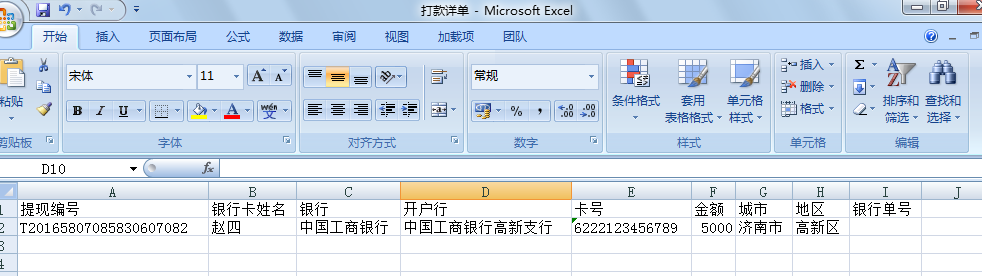 打款洋单 - Microsoft Excel
开始 插入 页面布局 公式 数据 审阅 视图 加载项 团队
粘贴 宋体 11 A A 常规 条件格式 套用 表格格式 单元格 样式 插入 删除 格式 Σ 排序和 筛选 查找和 选择
B I U A wén 文 % , .0 .00 .00 .0
剪贴板 字体 对齐方式 数字 样式 单元格 编辑
D10 fx
A B C D E F G H I J
1 提现编号 银行卡姓名 银行 开户行 卡号 金额 城市 地区 银行单号
2 T20165807085830607082 赵四 中国工商银行 中国工商银行高新支行 6222123456789 5000 济南市 高新区
3
4